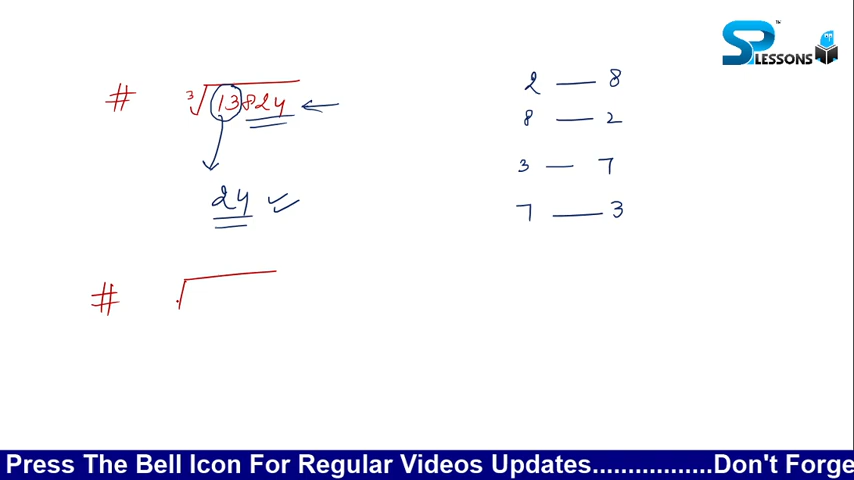 SP LESSONS ™
# ∛13824
24
2 — 8
8 — 2
3 — 7
7 — 3
# √
Press The Bell Icon For Regular Videos Updates.................Don't Forge